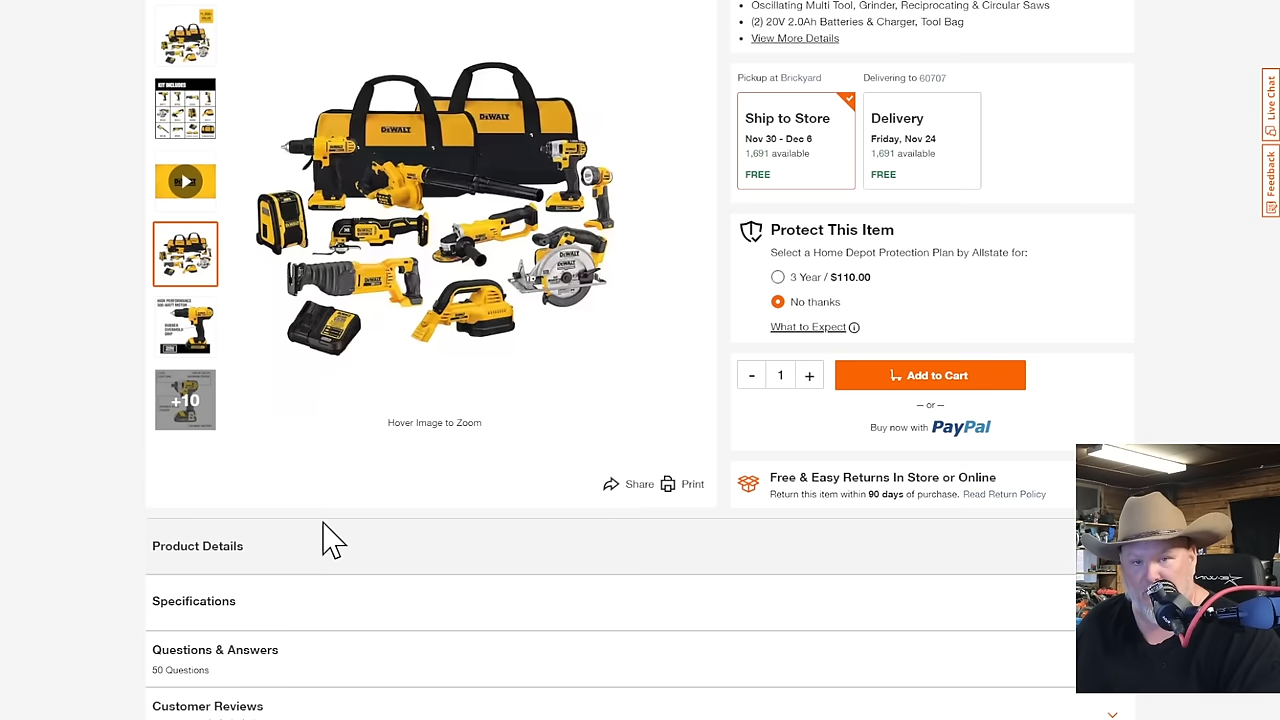 Oscillating Multi Tool, Grinder, Reciprocating & Circular Saws
(2) 20V 2.0Ah Batteries & Charger, Tool Bag
View More Details
KIT INCLUDES
+10
DEWALT
DEWALT
Hover Image to Zoom
Share
Print
Pickup at Brickyard
Delivering to 60707
Ship to Store
Nov 30 - Dec 6
1,691 available
FREE
Delivery
Friday, Nov 24
1,691 available
FREE
Protect This Item
Select a Home Depot Protection Plan by Allstate for:
3 Year / $110.00
No thanks
What to Expect
- 1 +
Add to Cart
— or —
Buy now with PayPal
Free & Easy Returns In Store or Online
Return this item within 90 days of purchase. Read Return Policy
Product Details
Specifications
Questions & Answers
50 Questions
Customer Reviews
Live Chat
Feedback